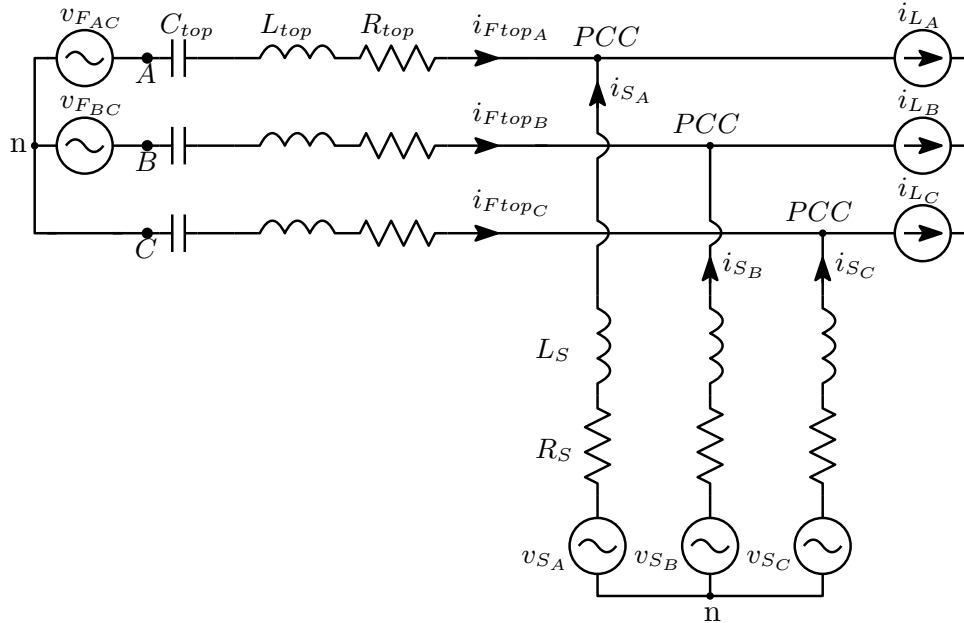 v_{F_{AC}} C_{top} L_{top} R_{top} i_{Ftop_A} PCC i_{L_A}
A
v_{F_{BC}} i_{S_A}
i_{Ftop_B} PCC i_{L_B}
n B
i_{Ftop_C} PCC i_{L_C}
C i_{S_B} i_{S_C}
L_S
R_S
v_{S_A} v_{S_B} v_{S_C}
n